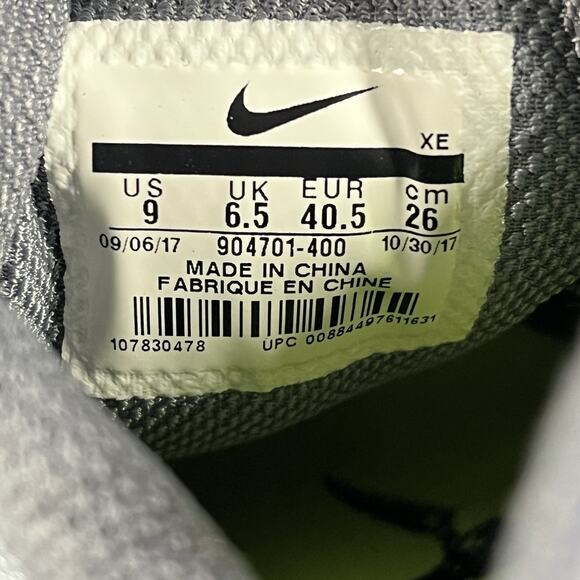 XE
US UK EUR cm
9 6.5 40.5 26
09/06/17 904701-400 10/30/17
MADE IN CHINA
FABRIQUE EN CHINE
107830478 UPC 00884497611631